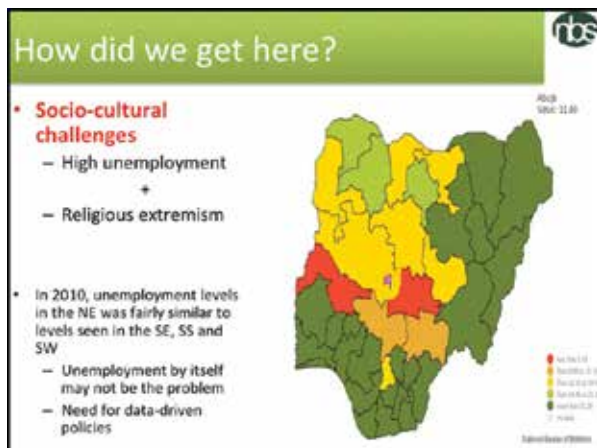 How did we get here?
nbs
• Socio-cultural
challenges
– High unemployment
+
– Religious extremism
• In 2010, unemployment levels
in the NE was fairly similar to
levels seen in the SE, SS and
SW
– Unemployment by itself
may not be the problem
– Need for data-driven
policies